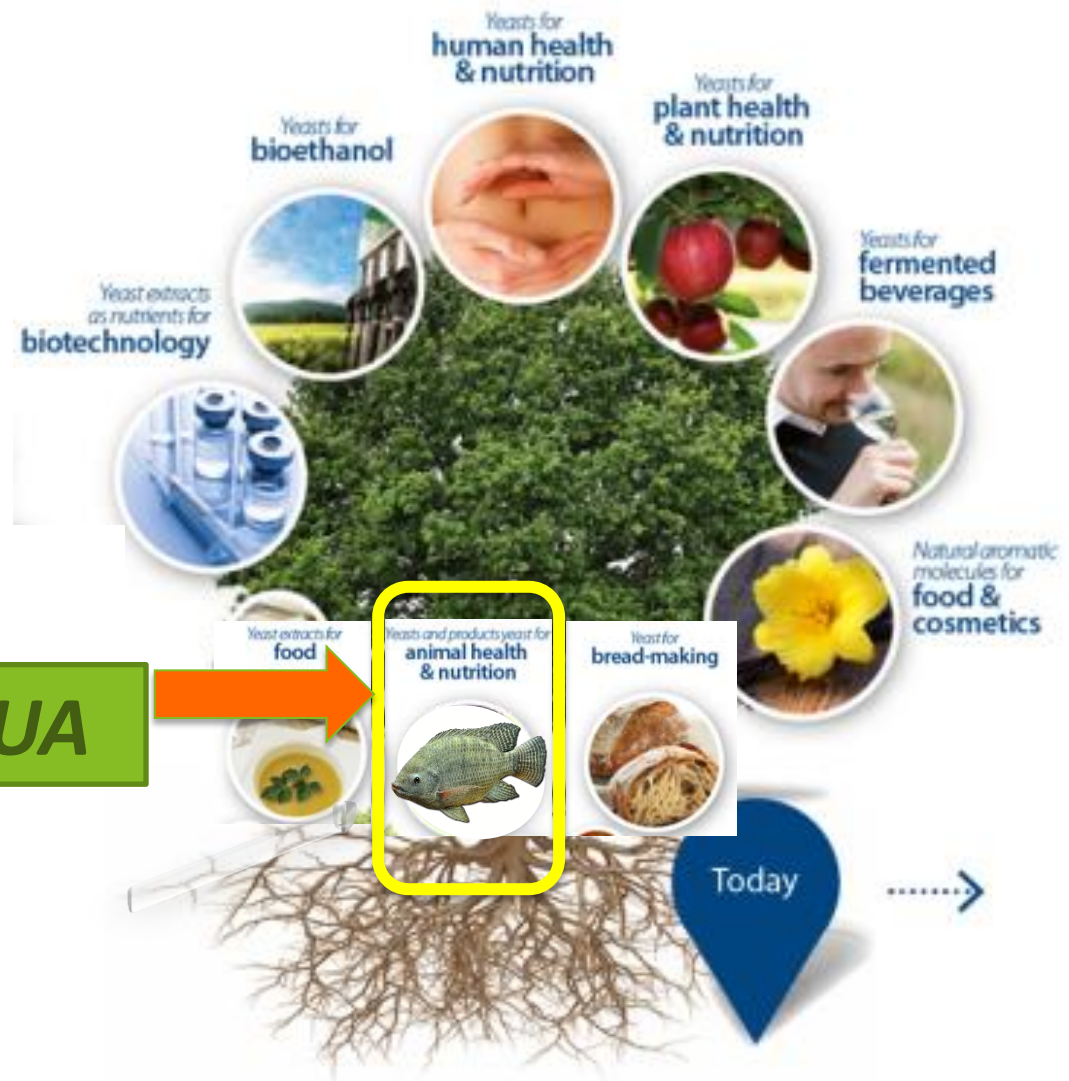 Yeasts for
human health
& nutrition
Yeasts for
plant health
& nutrition
Yeasts for
bioethanol
Yeasts for
fermented
beverages
Yeast extracts
as nutrients for
biotechnology
Natural aromatic
molecules for
food &
cosmetics
Yeast extracts for
food
Yeasts and products yeast for
animal health
& nutrition
Yeast for
bread-making
UA
Today